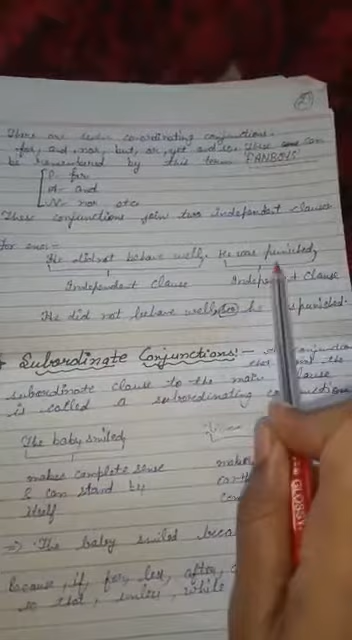 There are seven coordinating conjunctions.
for, and, nor, but, or, yet and so. These can
be remembered by this term "FANBOYS"
F- for
A- and
N- nor etc
These conjunctions join two independent clauses
For ex:-
He did not behave well. He was punished
Independent Clause Independent Clause
He did not behave well, so he punished.
Subordinate Conjunctions:- A conjunction
that the
subordinate clause to the main clause
is called a subordinating
The baby smiled
makes complete sense
& can stand by
itself
⇒ The baby smiled
Because, if, for, lest, after,
so that, unless, while
GLOSSY